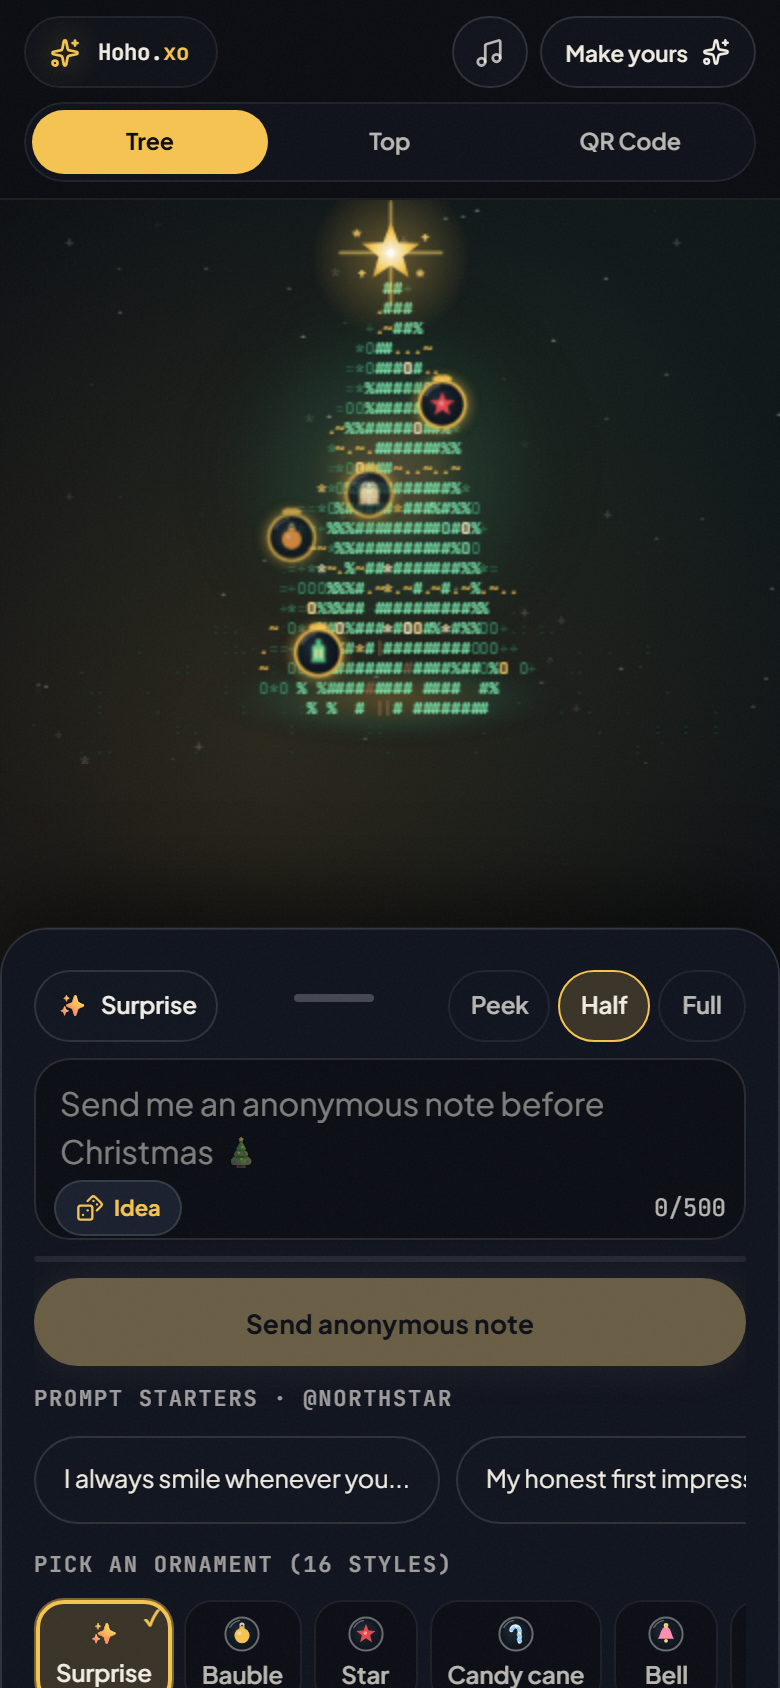 Hoho.xo
Make yours
Tree
Top
QR Code
Surprise
Peek
Half
Full
Send me an anonymous note before
Christmas 🎄
Idea
0/500
Send anonymous note
PROMPT STARTERS · @NORTHSTAR
I always smile whenever you...
My honest first impres
PICK AN ORNAMENT (16 STYLES)
Surprise
Bauble
Star
Candy cane
Bell